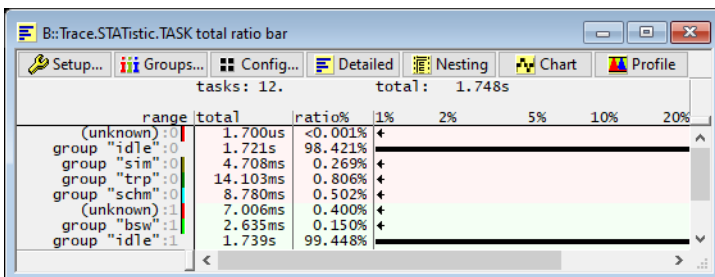 B::Trace.STATistic.TASK total ratio bar
Setup... Groups... Config... Detailed Nesting Chart Profile
tasks: 12. total: 1.748s
range total ratio% 1% 2% 5% 10% 20%
(unknown):0 1.700us <0.001%
group "idle":0 1.721s 98.421%
group "sim":0 4.708ms 0.269%
group "trp":0 14.103ms 0.806%
group "schm":0 8.780ms 0.502%
(unknown):1 7.006ms 0.400%
group "bsw":1 2.635ms 0.150%
group "idle":1 1.739s 99.448%